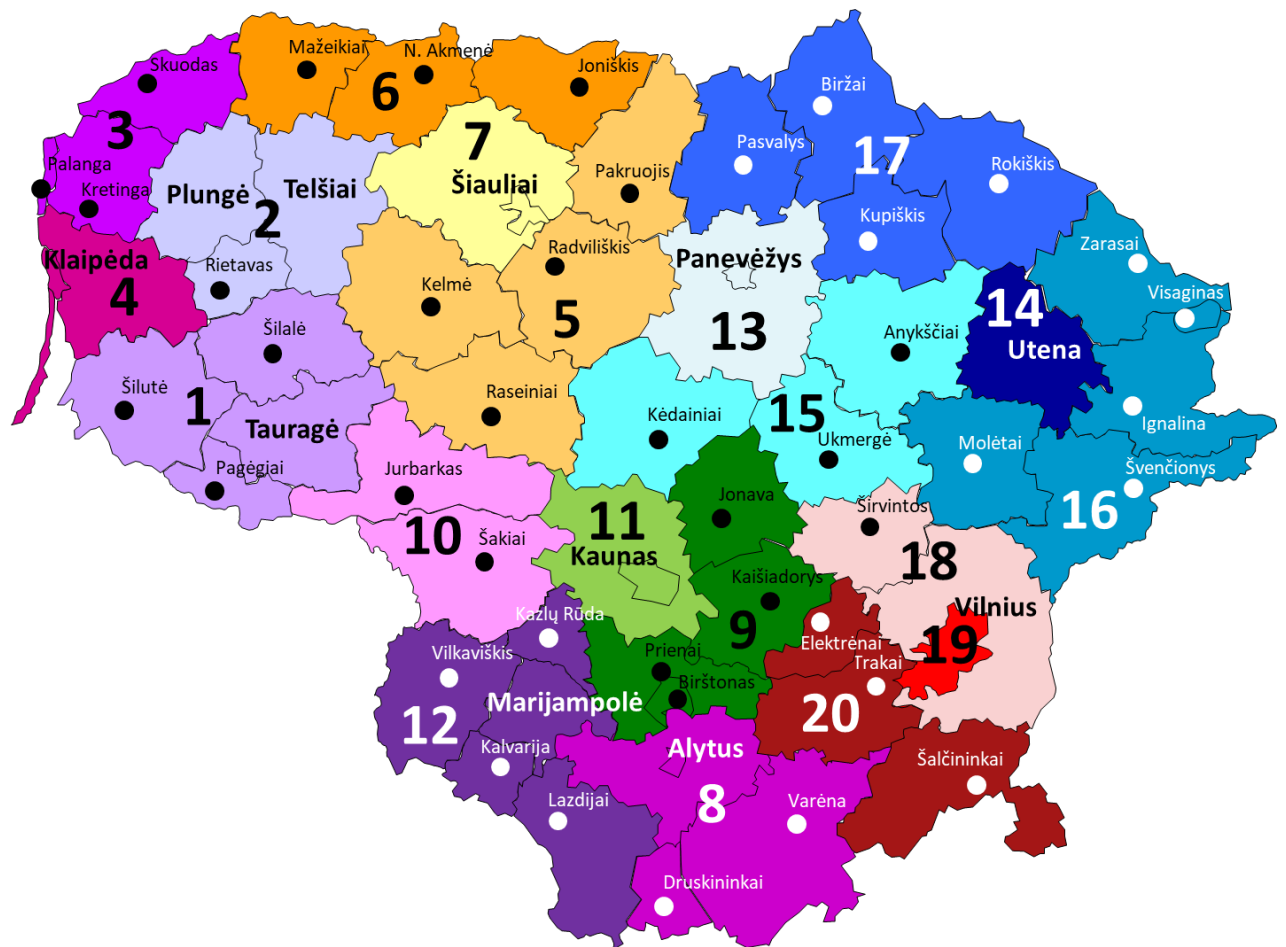 Mažeikiai
N. Akmenė
Joniškis
6
Skuodas
3
7
Šiauliai
Biržai
17
Pasvalys
Rokiškis
Pakruojis
Palanga
Kretinga
Plungė
Telšiai
2
Kupiškis
Klaipėda
4
Rietavas
Radviliškis
Kelmė
5
Panevėžys
13
Zarasai
Visaginas
14
Utena
Anykščiai
Šilalė
Šilutė
1
Tauragė
Pagėgiai
Raseiniai
Kėdainiai
15
Ukmergė
Molėtai
Ignalina
Švenčionys
16
Jurbarkas
10
Šakiai
11
Kaunas
Jonava
Širvintos
18
Kaišiadorys
9
Vilnius
19
Kazlų Rūda
Vilkaviškis
12
Marijampolė
Kalvarija
Prienai
Birštonas
Elektrėnai
Trakai
20
Alytus
8
Šalčininkai
Lazdijai
Varėna
Druskininkai